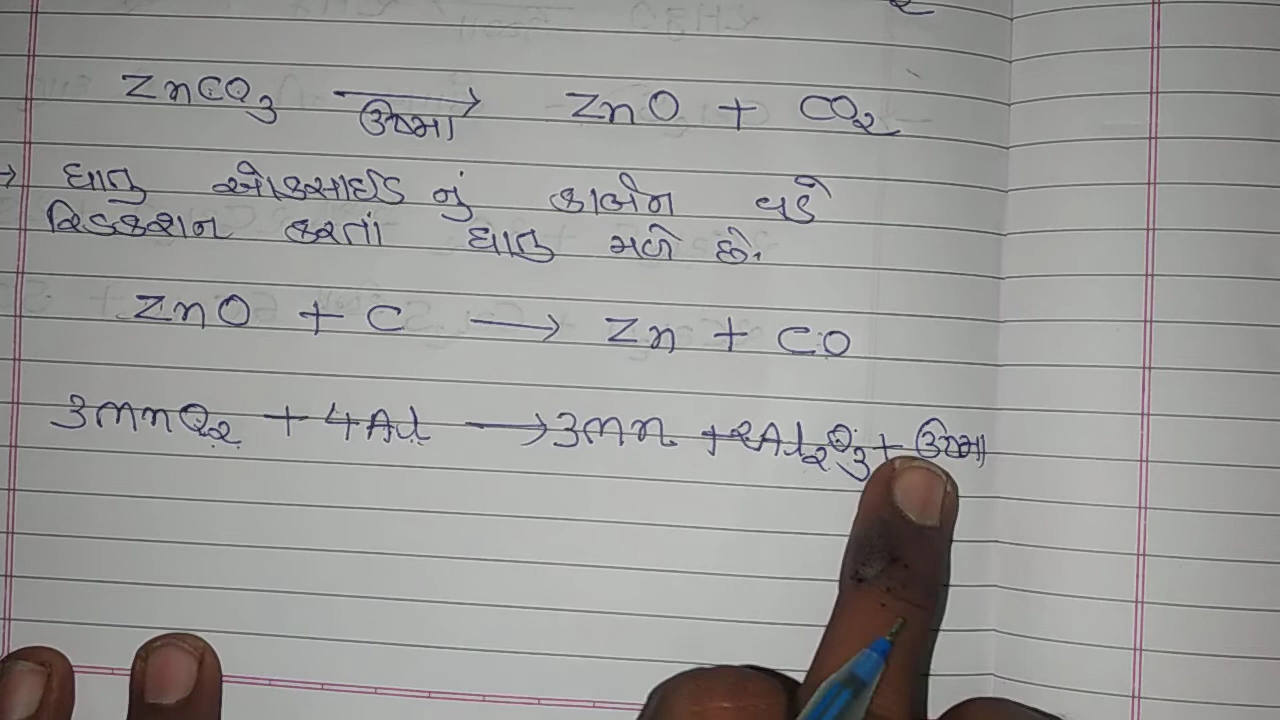 ZnCO₃ ⟶ ZnO + CO₂
ઉષ્મા
→ ધાતુ ઓક્સાઈડ નું કાર્બન વડે
રિડક્શન કરતાં ધાતુ મળે છે.
ZnO + C ⟶ Zn + CO
3MnO₂ + 4Al ⟶ 3Mn + 2Al₂O₃ + ઉષ્મા